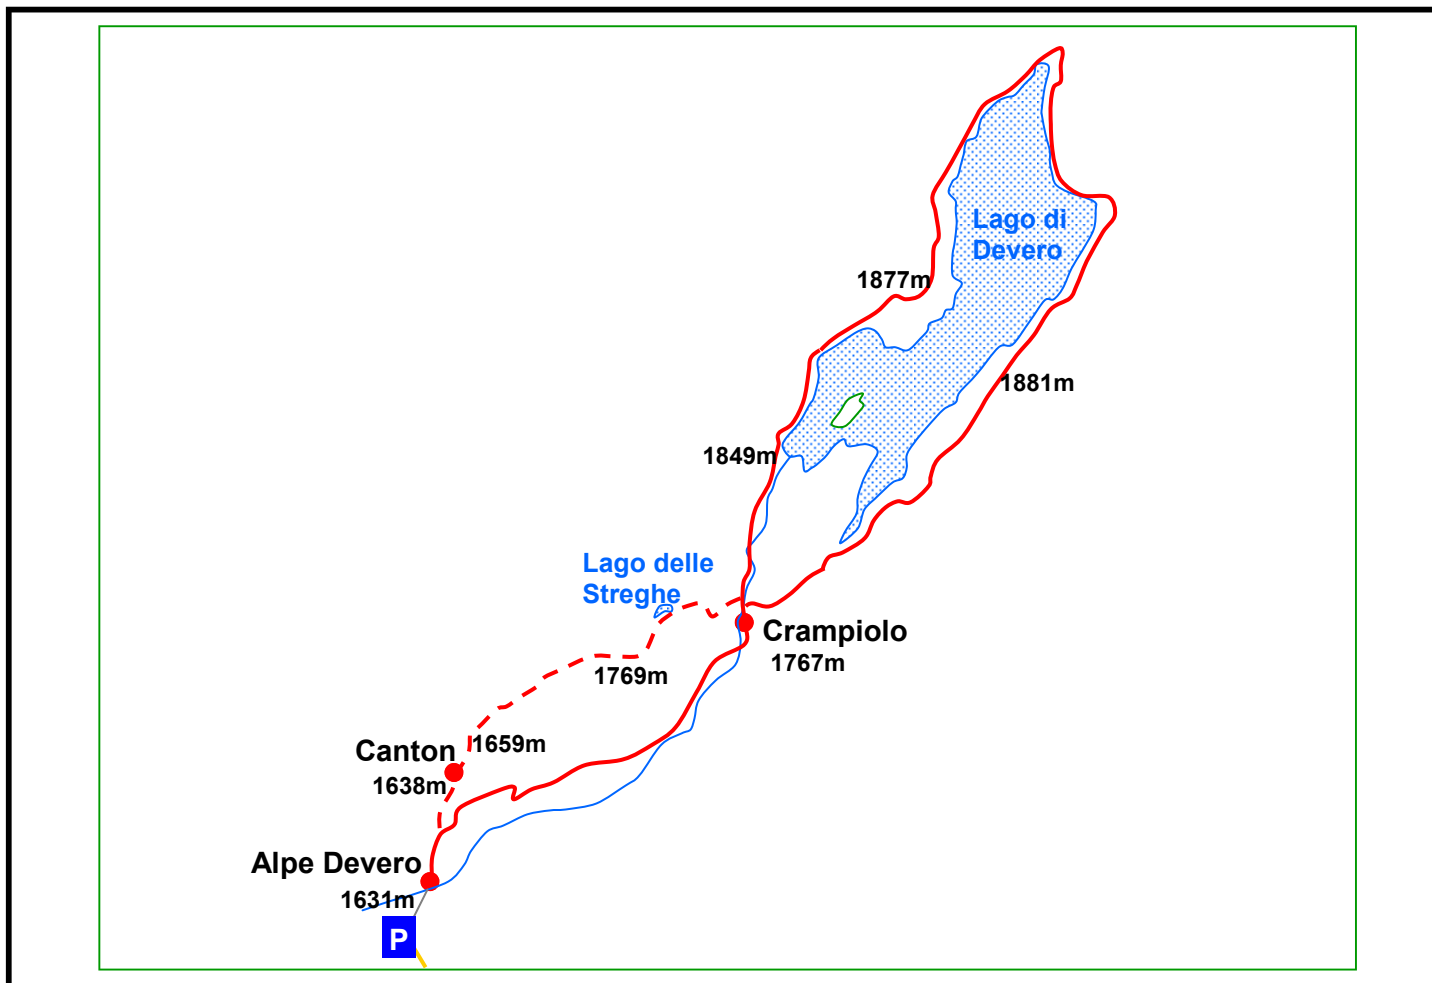 Lago di
Devero
1877m
1881m
1849m
Lago delle
Streghe
Crampiolo
1767m
1769m
1659m
Canton
1638m
Alpe Devero
1631m
P